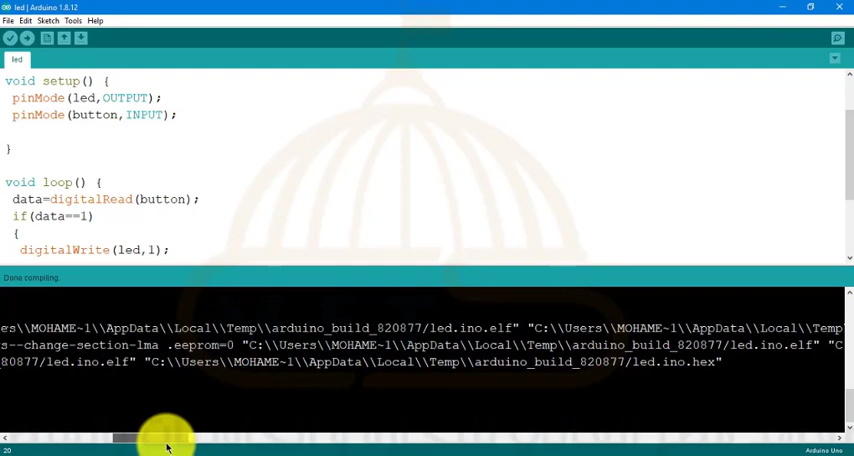 led | Arduino 1.8.12
File Edit Sketch Tools Help
led
void setup() {
pinMode(led,OUTPUT);
pinMode(button,INPUT);
}
void loop() {
data=digitalRead(button);
if(data==1)
{
digitalWrite(led,1);
Done compiling.
es\\MOHAME~1\\AppData\\Local\\Temp\\arduino_build_820877/led.ino.elf" "C:\\Users\\MOHAME~1\\AppData\\Local\\Temp
s--change-section-lma .eeprom=0 "C:\\Users\\MOHAME~1\\AppData\\Local\\Temp\\arduino_build_820877/led.ino.elf" "C
_820877/led.ino.elf" "C:\\Users\\MOHAME~1\\AppData\\Local\\Temp\\arduino_build_820877/led.ino.hex"
20
Arduino Uno